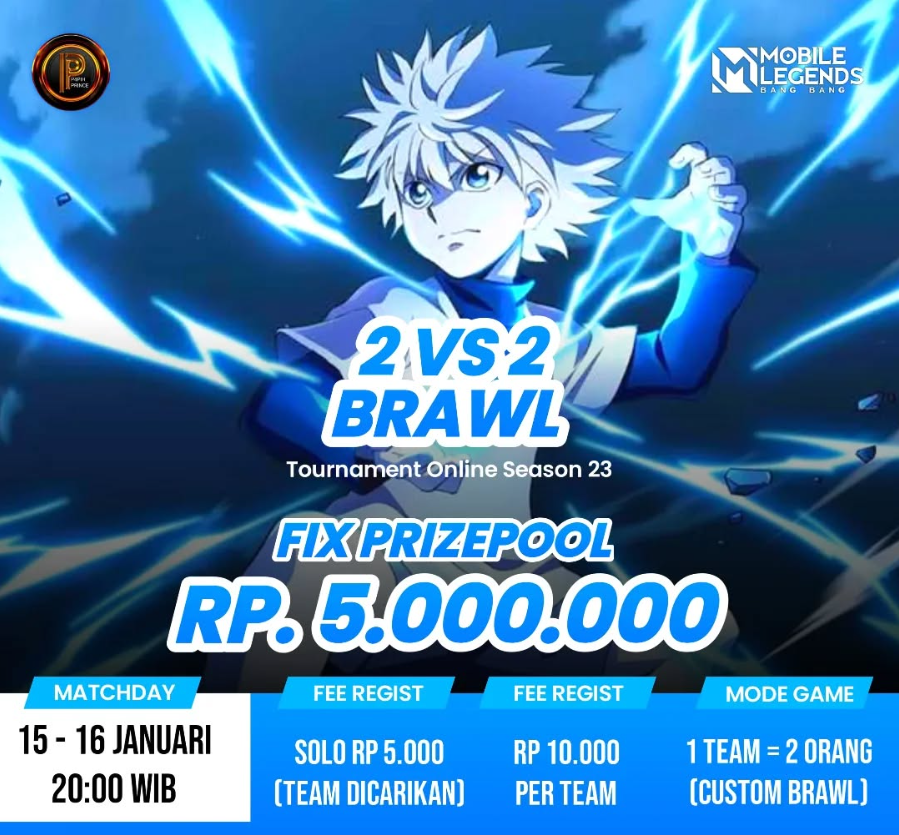 PAPIH
PRINCE
MOBILE
LEGENDS
BANG BANG
2 VS 2
BRAWL
Tournament Online Season 23
FIX PRIZEPOOL
RP. 5.000.000
MATCHDAY
15 - 16 JANUARI
20:00 WIB
FEE REGIST
SOLO RP 5.000
(TEAM DICARIKAN)
FEE REGIST
RP 10.000
PER TEAM
MODE GAME
1 TEAM = 2 ORANG
(CUSTOM BRAWL)